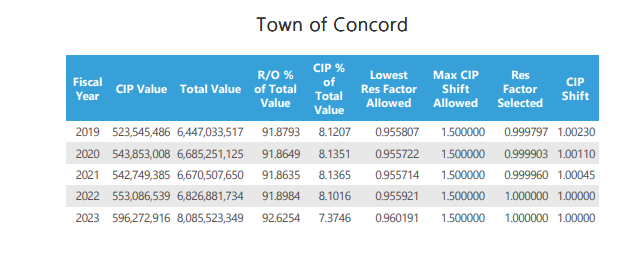 Town of Concord
Fiscal Year CIP Value Total Value R/O % of Total Value CIP % of Total Value Lowest Res Factor Allowed Max CIP Shift Allowed Res Factor Selected CIP Shift
2019 523,545,486 6,447,033,517 91.8793 8.1207 0.955807 1.500000 0.999797 1.00230
2020 543,853,008 6,685,251,125 91.8649 8.1351 0.955722 1.500000 0.999903 1.00110
2021 542,749,385 6,670,507,650 91.8635 8.1365 0.955714 1.500000 0.999960 1.00045
2022 553,086,539 6,826,881,734 91.8984 8.1016 0.955921 1.500000 1.000000 1.00000
2023 596,272,916 8,085,523,349 92.6254 7.3746 0.960191 1.500000 1.000000 1.00000